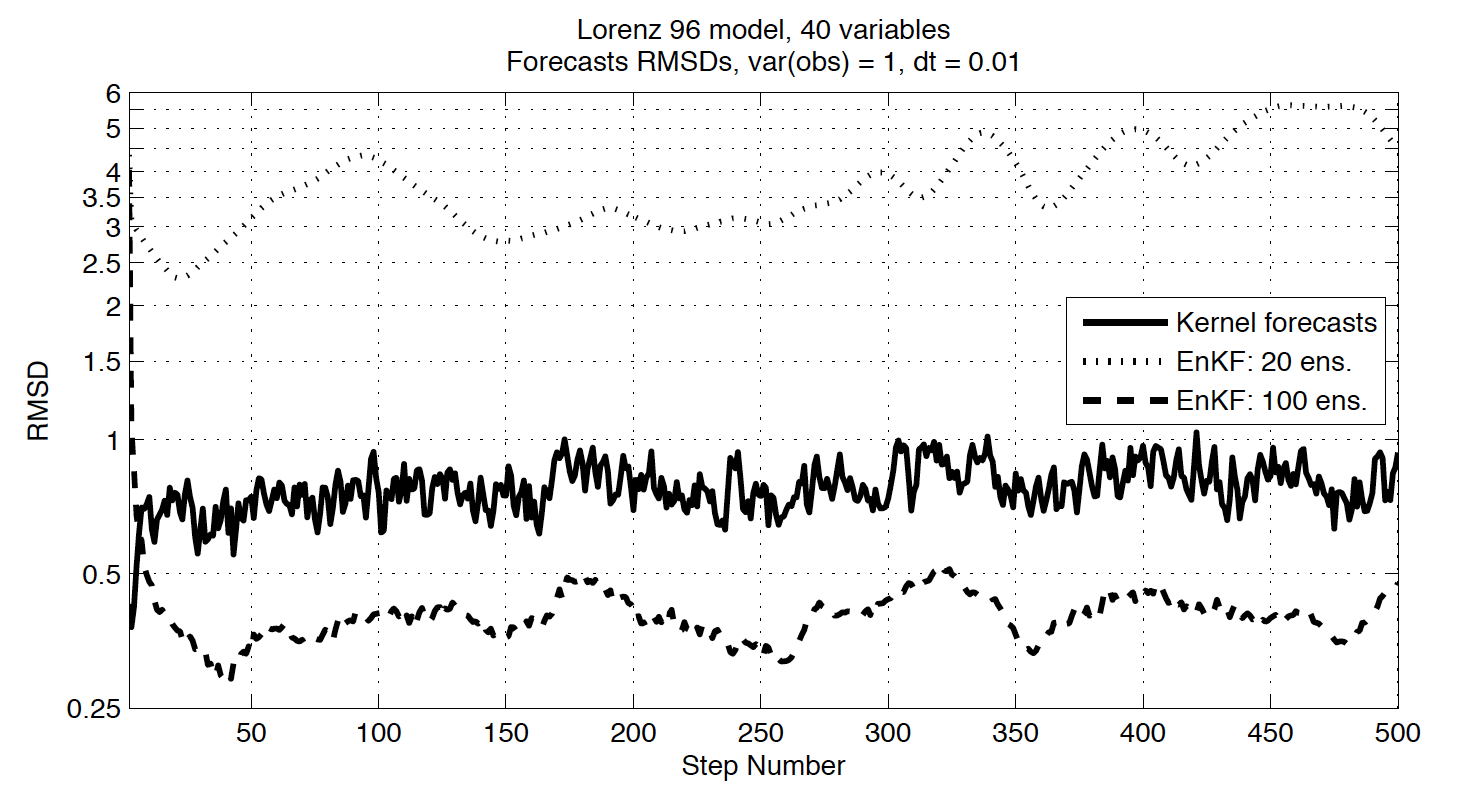 Lorenz 96 model, 40 variables
Forecasts RMSDs, var(obs) = 1, dt = 0.01
6
5
4
3.5
3
2.5
2
1.5
1
0.5
0.25
RMSD
Kernel forecasts
EnKF: 20 ens.
EnKF: 100 ens.
50 100 150 200 250 300 350 400 450 500
Step Number